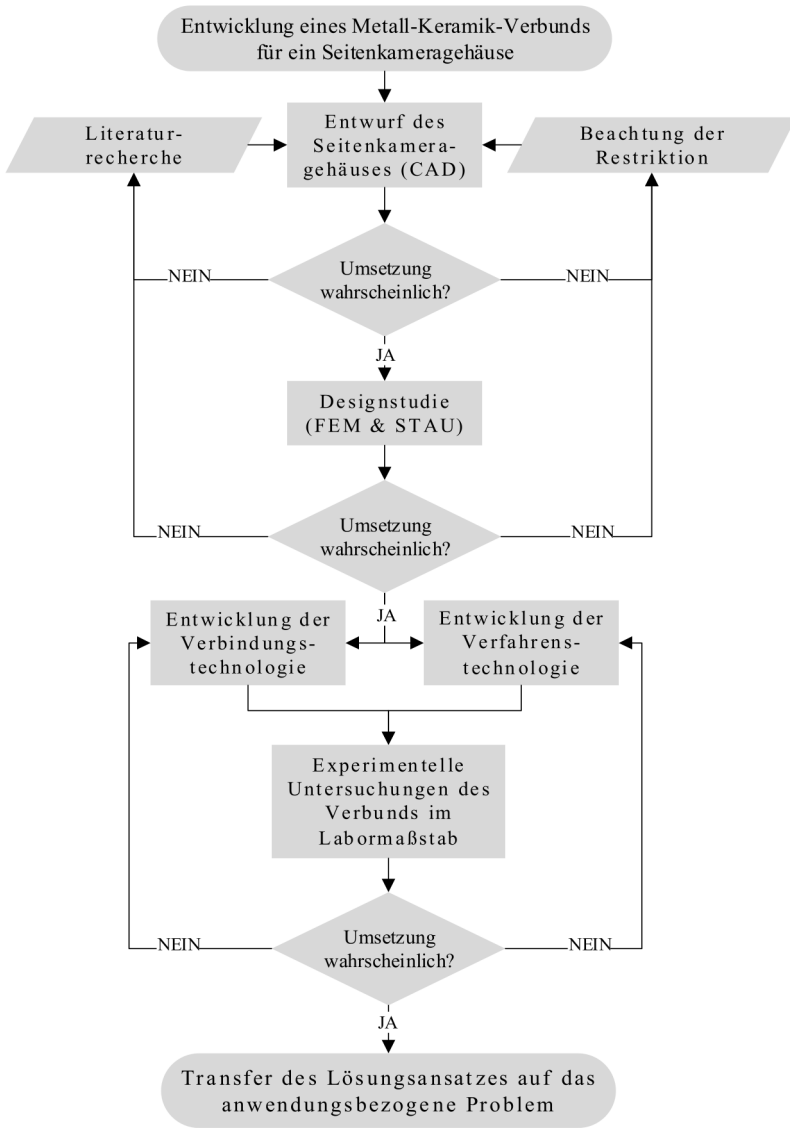 Entwicklung eines Metall-Keramik-Verbunds
für ein Seitenkameragehäuse
Literatur-
recherche
Entwurf des
Seitenkamera-
gehäuses (CAD)
Beachtung der
Restriktion
NEIN
Umsetzung
wahrscheinlich?
NEIN
JA
Designstudie
(FEM & STAU)
NEIN
Umsetzung
wahrscheinlich?
NEIN
JA
Entwicklung der
Verbindungs-
technologie
Entwicklung der
Verfahrens-
technologie
Experimentelle
Untersuchungen des
Verbunds im
Labormaßstab
NEIN
Umsetzung
wahrscheinlich?
NEIN
JA
Transfer des Lösungsansatzes auf das
anwendungsbezogene Problem